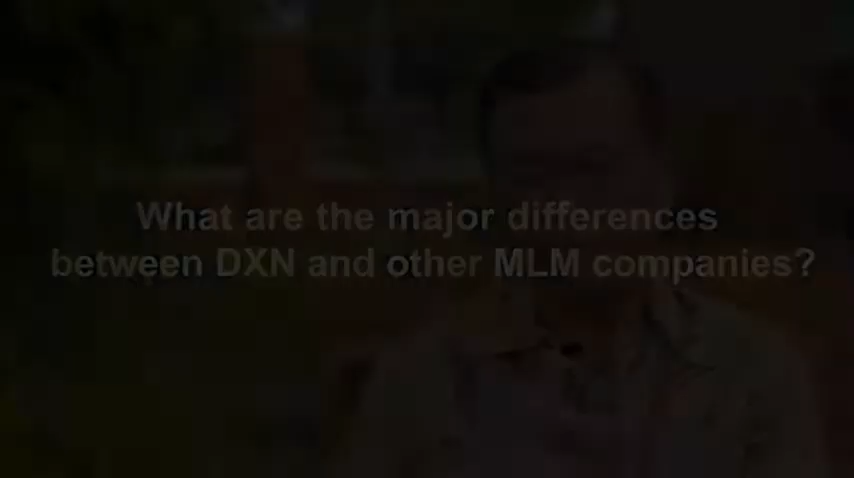 What are the major differences
between DXN and other MLM companies?